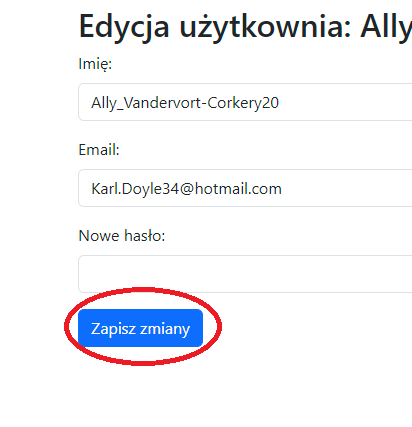 Edycja użytkownia: Ally
Imię:
Ally_Vandervort-Corkery20
Email:
Karl.Doyle34@hotmail.com
Nowe hasło:
Zapisz zmiany